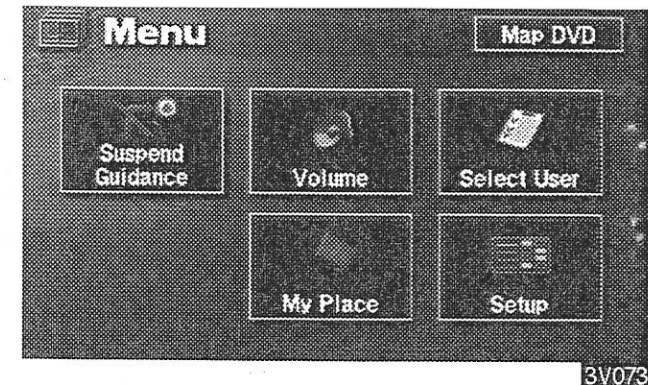 Menu
Map DVD
Suspend
Guidance
Volume
Select User
My Place
Setup
3V073